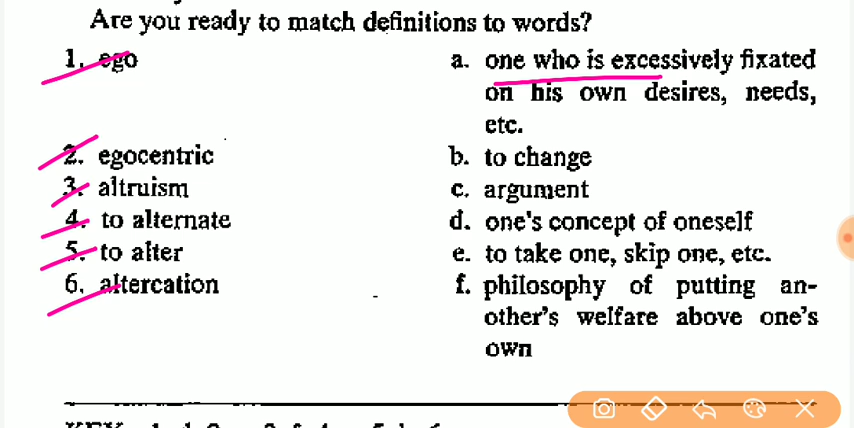 Are you ready to match definitions to words?
1. ego
a. one who is excessively fixated
on his own desires, needs,
etc.
2. egocentric
b. to change
3. altruism
c. argument
4. to alternate
d. one's concept of oneself
5. to alter
e. to take one, skip one, etc.
6. altercation
f. philosophy of putting an-
other's welfare above one's
own